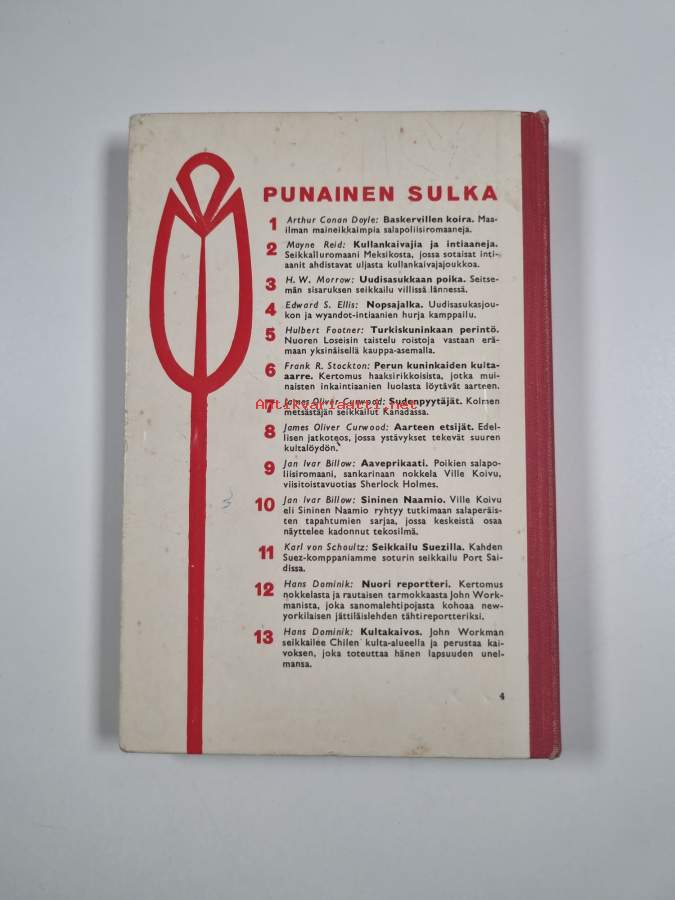 PUNAINEN SULKA
1 Arthur Conan Doyle: Baskervillen koira. Maa-
ilman maineikkaimpia salapoliisiromaaneja.
2 Mayne Reid: Kullankaivajia ja intiaaneja.
Seikkailuromaani Meksikosta, jossa sotaisat inti-
aanit ahdistavat uljasta kullankaivajajoukkoa.
3 H. W. Morrow: Uudisasukkaan poika. Seitse-
män sisaruksen seikkailu villissä lännessä.
4 Edward S. Ellis: Nopsajalka. Uudisasukasjou-
kon ja wyandot-intiaanien hurja kamppailu.
5 Hulbert Footner: Turkiskuninkaan perintö.
Nuoren Loseisin taistelu roistoja vastaan erä-
maan yksinäisellä kauppa-asemalla.
6 Frank R. Stockton: Perun kuninkaiden kulta-
aarre. Kertomus haaksirikkoisista, jotka mui-
naisten inkaintiaanien luolasta löytävät aarteen.
7 James Oliver Curwood: Sudenpyytäjät. Kolmen
Antikvariaatti.net
metsästäjän seikkailut Kanadassa.
8 James Oliver Curwood: Aarteen etsijät. Edel-
lisen jatkoteos, jossa ystävykset tekevät suuren
kultalöydön.
9 Jan Ivar Billow: Aaveprikaati. Poikien salapo-
liisiromaani, sankarinaan nokkela Ville Koivu,
viisitoistavuotias Sherlock Holmes.
10 Jan Ivar Billow: Sininen Naamio. Ville Koivu
eli Sininen Naamio ryhtyy tutkimaan salaperäis-
ten tapahtumien sarjaa, jossa keskeistä osaa
näyttelee kadonnut tekosilmä.
11 Karl von Schoultz: Seikkailu Suezilla. Kahden
Suez-komppaniamme soturin seikkailu Port Sai-
dissa.
12 Hans Dominik: Nuori reportteri. Kertomus
nokkelasta ja rautaisen tarmokkaasta John Work-
manista, joka sanomalehtipojasta kohoaa new-
yorkilaisen jättiläislehden tähtireportteriksi.
13 Hans Dominik: Kultakaivos. John Workman
seikkailee Chilen kulta-alueella ja perustaa kai-
voksen, joka toteuttaa hänen lapsuuden unel-
mansa.
4